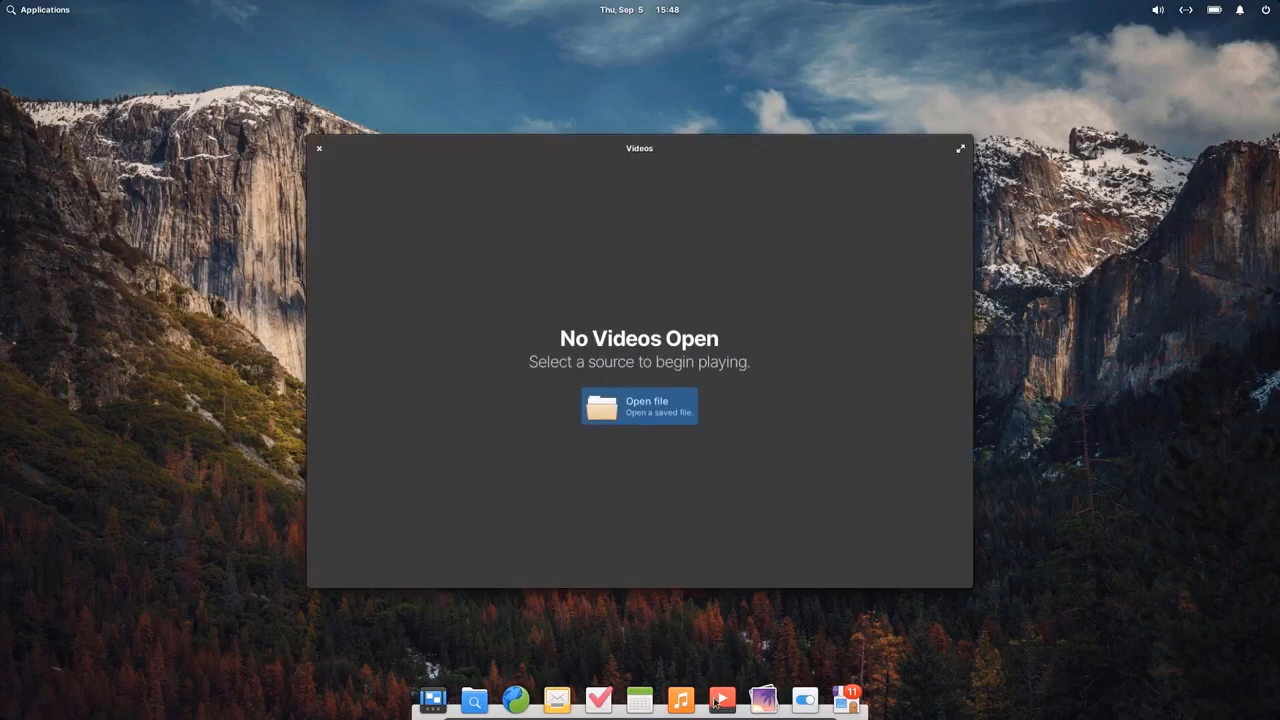 Applications
Thu, Sep 5 15:48
Videos
No Videos Open
Select a source to begin playing.
Open file
Open a saved file.
11